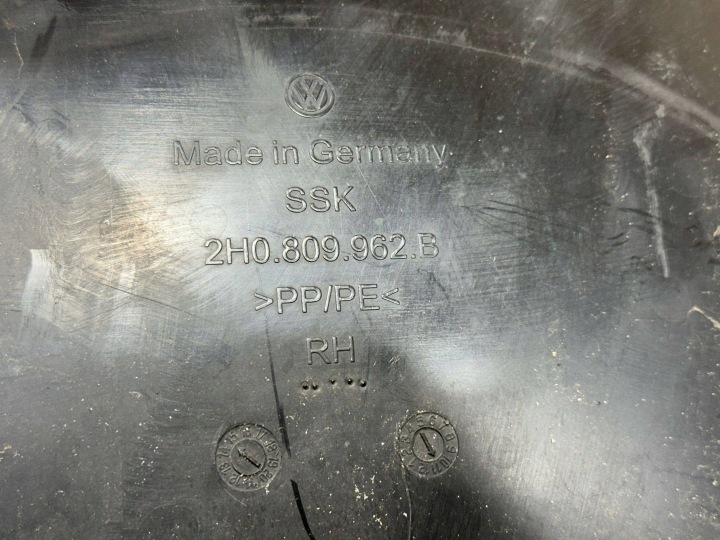 Made in Germany
SSK
2H0.809.962.B
>PP/PE<
RH